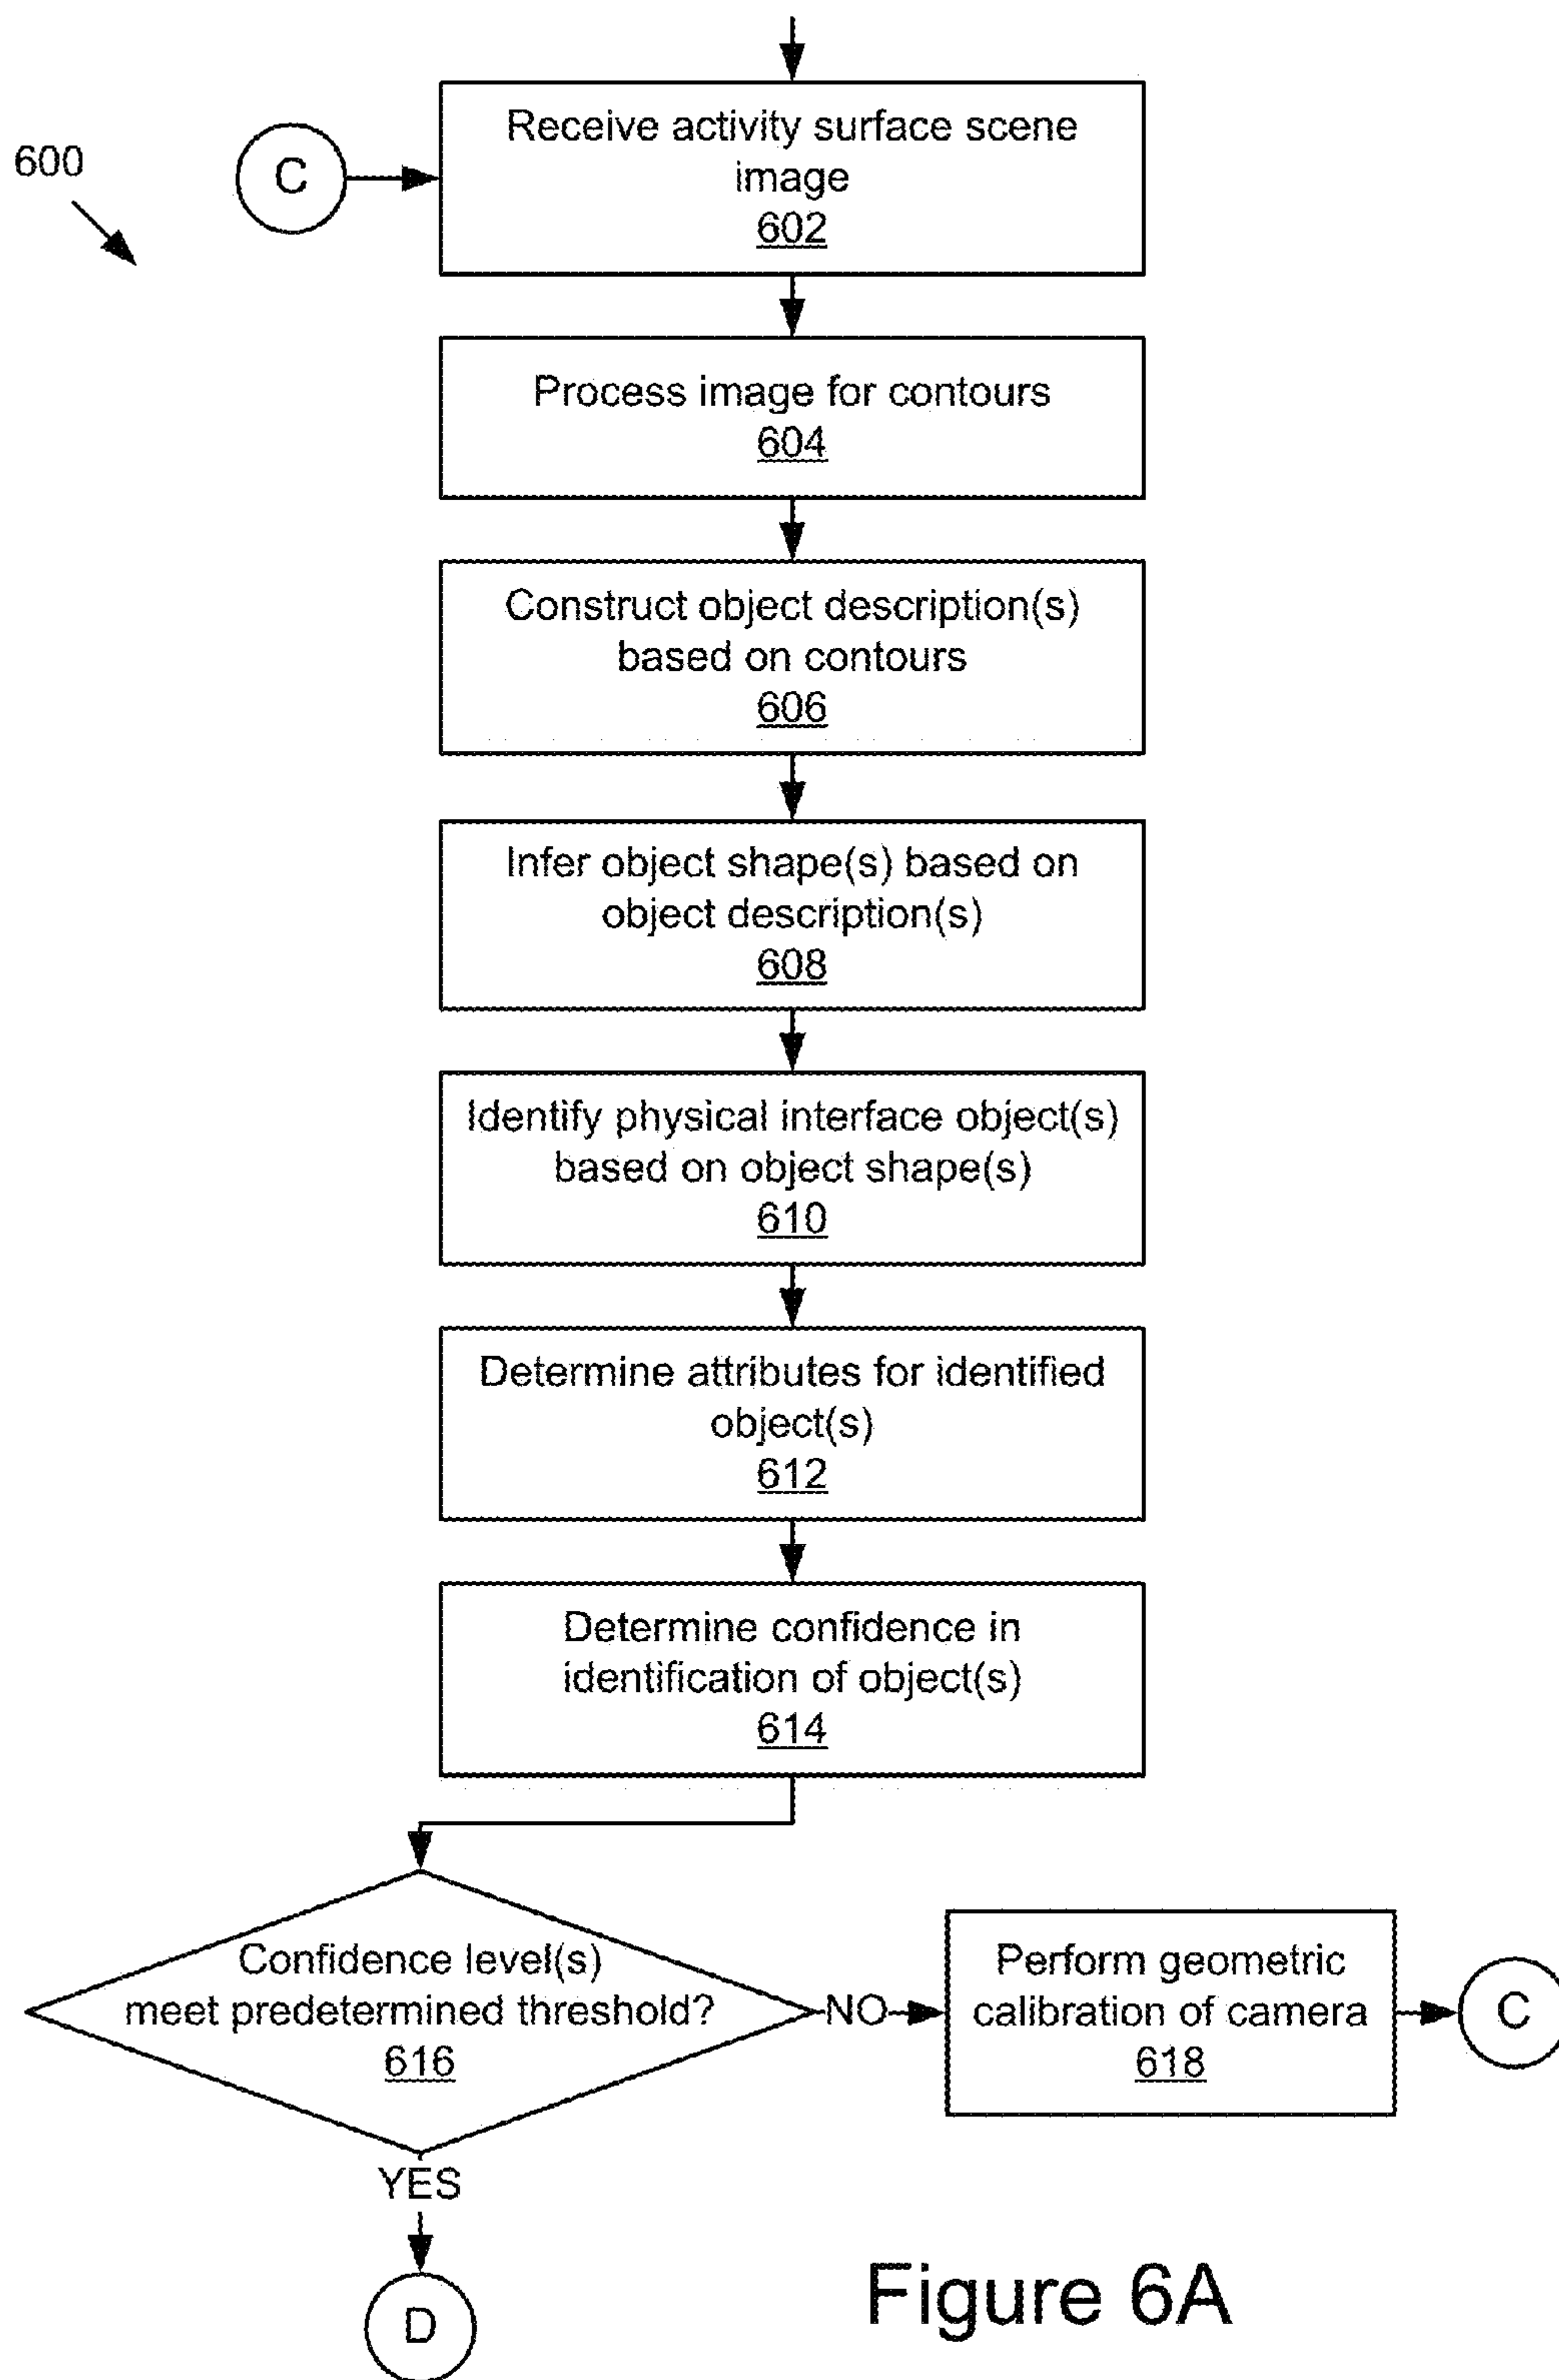 600
C
Receive activity surface scene
image
602
Process image for contours
604
Construct object description(s)
based on contours
606
Infer object shape(s) based on
object description(s)
608
Identify physical interface object(s)
based on object shape(s)
610
Determine attributes for identified
object(s)
612
Determine confidence in
identification of object(s)
614
Confidence level(s)
meet predetermined threshold?
616
NO
Perform geometric
calibration of camera
618
C
YES
D
Figure 6A